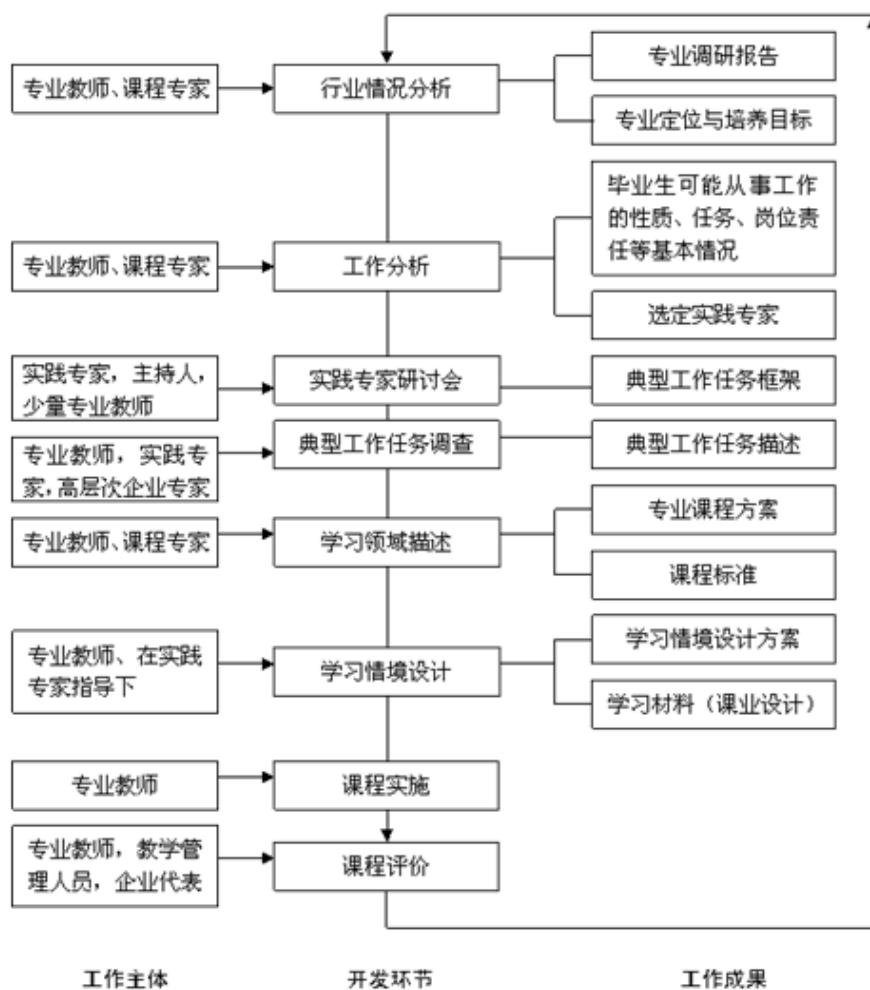 专业教师、课程专家
行业情况分析
专业调研报告
专业定位与培养目标
专业教师、课程专家
工作分析
毕业生可能从事工作
的性质、任务、岗位责
任等基本情况
选定实践专家
实践专家，主持人，
少量专业教师
实践专家研讨会
典型工作任务框架
专业教师，实践专
家，高层次企业专家
典型工作任务调查
典型工作任务描述
专业教师、课程专家
学习领域描述
专业课程方案
课程标准
专业教师、在实践
专家指导下
学习情境设计
学习情境设计方案
学习材料（课业设计）
专业教师
课程实施
专业教师，教学管
理人员，企业代表
课程评价
工作主体
开发环节
工作成果